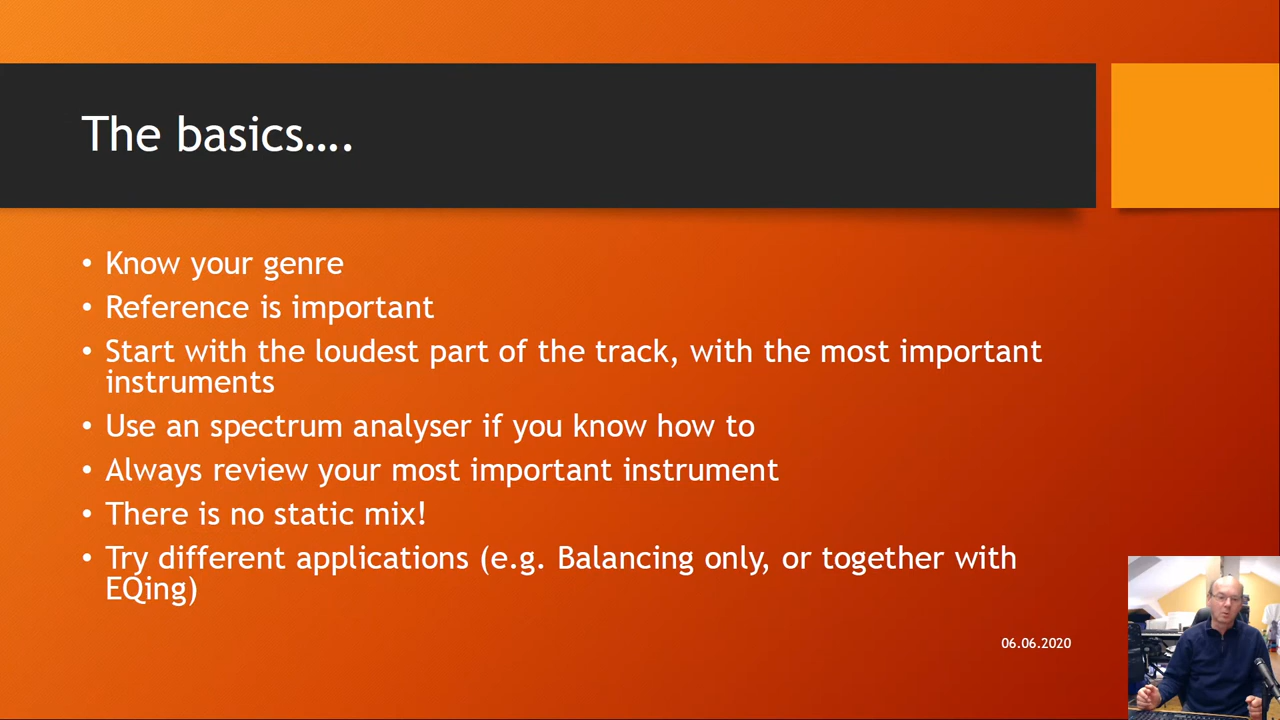 The basics….
• Know your genre
• Reference is important
• Start with the loudest part of the track, with the most important
instruments
• Use an spectrum analyser if you know how to
• Always review your most important instrument
• There is no static mix!
• Try different applications (e.g. Balancing only, or together with
EQing)
06.06.2020